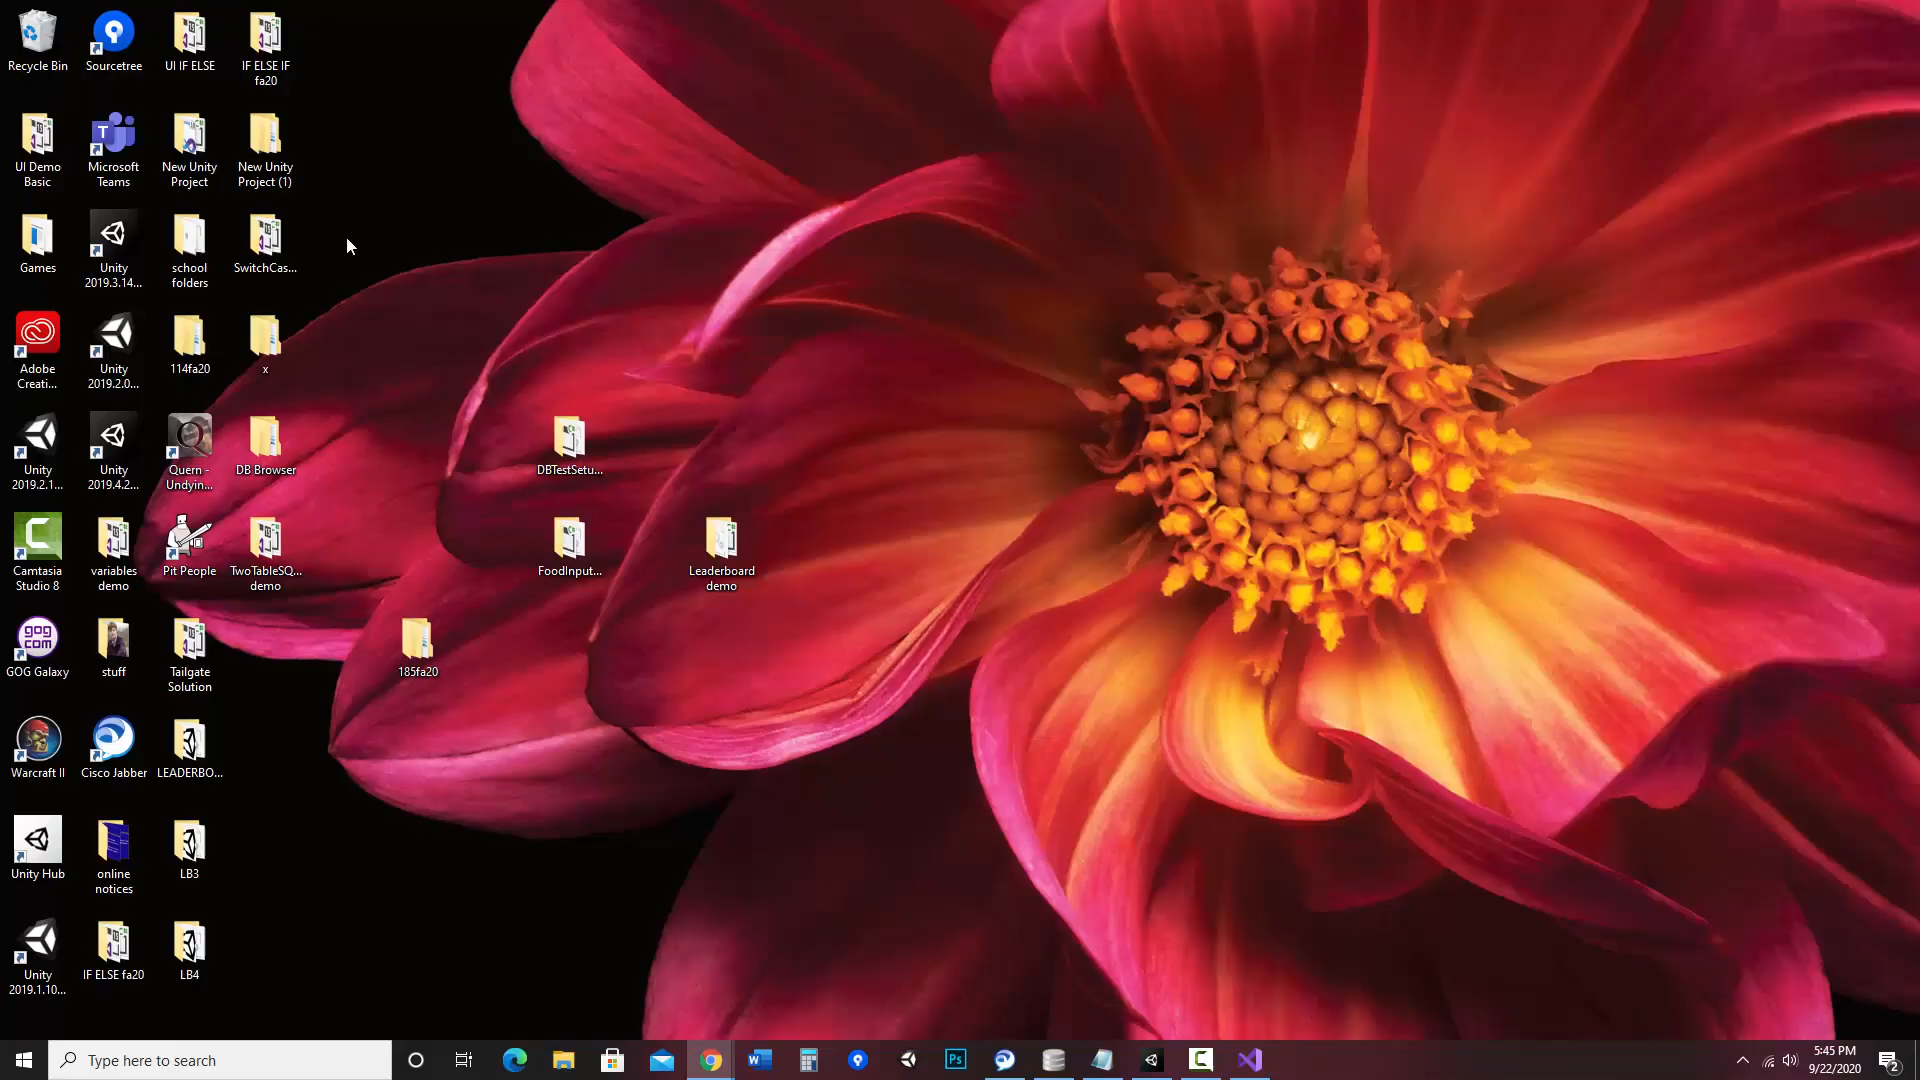 Recycle Bin
Sourcetree
UI IF ELSE
IF ELSE IF
fa20
UI Demo
Basic
Microsoft
Teams
New Unity
Project
New Unity
Project (1)
Games
Unity
2019.3.14...
school
folders
SwitchCas...
Adobe
Creati...
Unity
2019.2.0...
114fa20
x
Unity
2019.2.1...
Unity
2019.4.2...
Quern -
Undyin...
DB Browser
DBTestSetu...
Camtasia
Studio 8
variables
demo
Pit People
TwoTableSQ...
demo
FoodInput...
Leaderboard
demo
gog
com
GOG Galaxy
stuff
Tailgate
Solution
185fa20
Warcraft II
Cisco Jabber
LEADERBO...
Unity Hub
online
notices
LB3
Unity
2019.1.10...
IF ELSE fa20
LB4
Type here to search
5:45 PM
9/22/2020
2